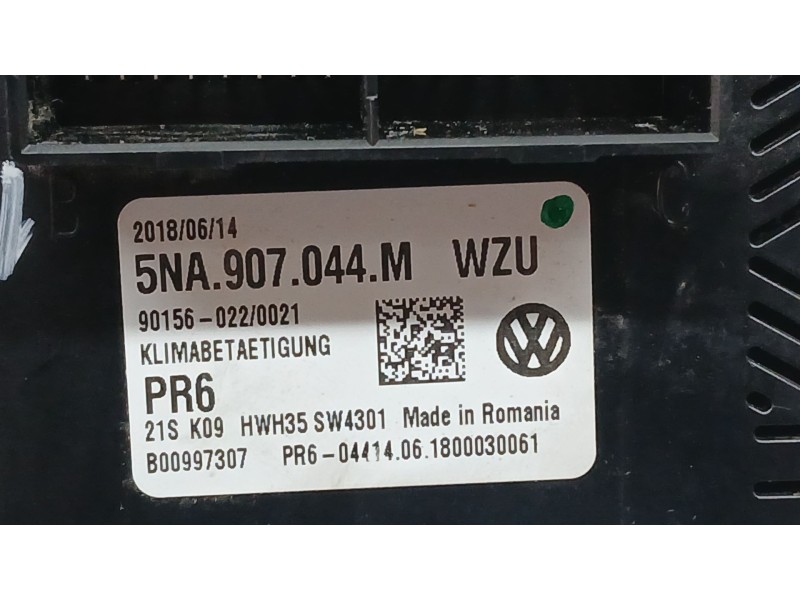 B
C
2018/06/14
5NA.907.044.M WZU
90156-022/0021
KLIMABETAETIGUNG
PR6
21S K09 HWH35 SW4301 Made in Romania
B00997307 PR6-04414.06.1800030061